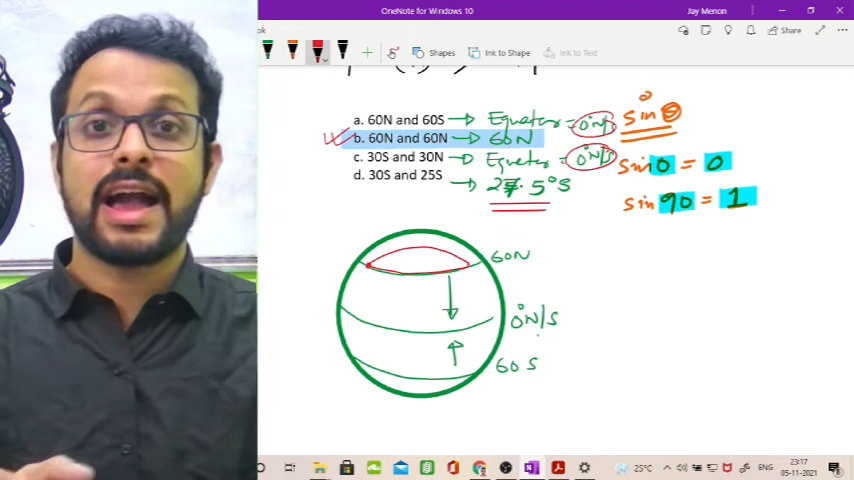 OneNote for Windows 10
Jay Menon
Shapes
Ink to Shape
Ink to Text
Share
a. 60N and 60S → Equator = 0°N/S
b. 60N and 60N → 60N
c. 30S and 30N → Equator = 0°N/S
d. 30S and 25S → 27.5°S
sin θ
sin 0 = 0
sin 90 = 1
60N
0°N/S
60 S
25°C
ENG
23:17
05-11-2021